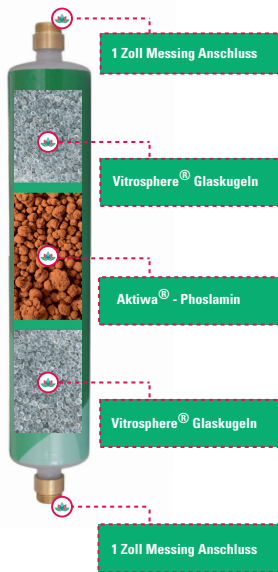 1 Zoll Messing Anschluss
Vitrosphere® Glaskugeln
Aktiwa® - Phoslamin
Vitrosphere® Glaskugeln
1 Zoll Messing Anschluss